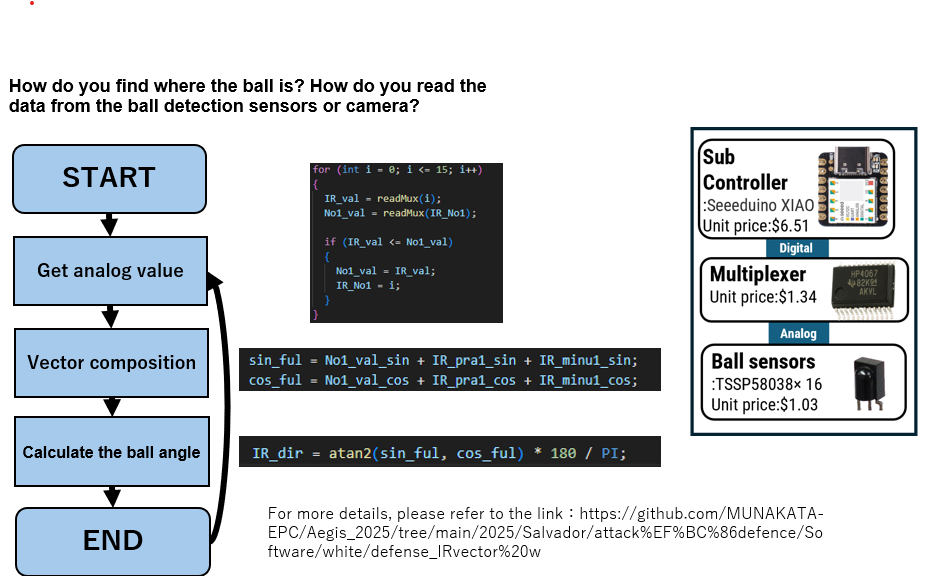 How do you find where the ball is? How do you read the
data from the ball detection sensors or camera?
START
Get analog value
Vector composition
Calculate the ball angle
END
for (int i = 0; i <= 15; i++)
{
IR_val = readMux(i);
No1_val = readMux(IR_No1);
if (IR_val <= No1_val)
{
No1_val = IR_val;
IR_No1 = i;
}
}
sin_ful = No1_val_sin + IR_pra1_sin + IR_minu1_sin;
cos_ful = No1_val_cos + IR_pra1_cos + IR_minu1_cos;
IR_dir = atan2(sin_ful, cos_ful) * 180 / PI;
For more details, please refer to the link：https://github.com/MUNAKATA-
EPC/Aegis_2025/tree/main/2025/Salvador/attack%EF%BC%86defence/So
ftware/white/defense_IRvector%20w
Sub
Controller
:Seeeduino XIAO
Unit price:$6.51
Digital
Multiplexer
Unit price:$1.34
HP4067
82K
AKVL
Analog
Ball sensors
:TSSP58038× 16
Unit price:$1.03